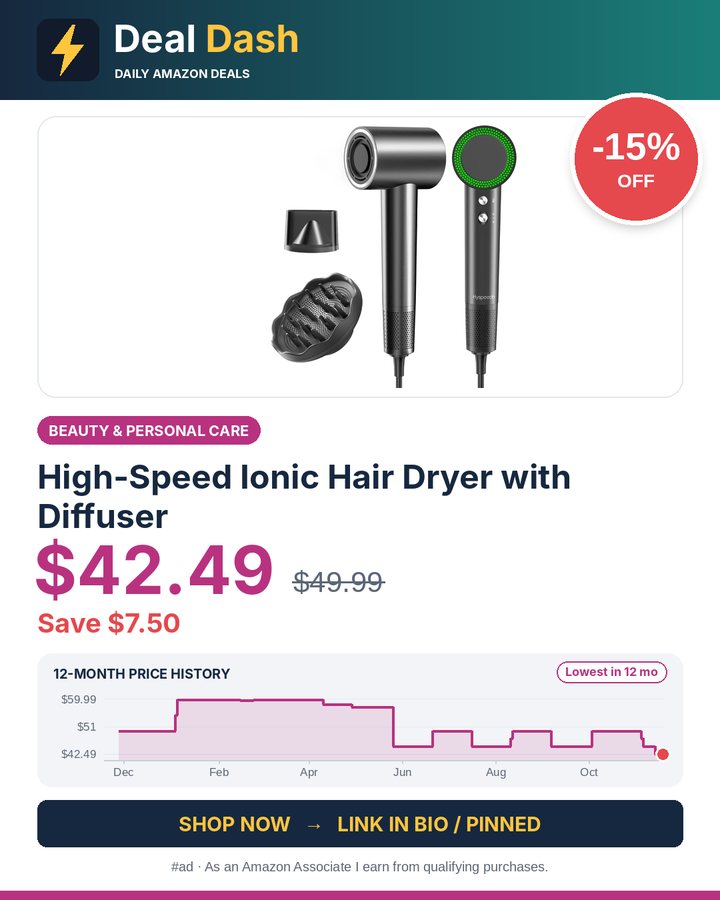 Deal Dash
DAILY AMAZON DEALS
-15%
OFF
BEAUTY & PERSONAL CARE
High-Speed Ionic Hair Dryer with
Diffuser
$42.49 $49.99
Save $7.50
12-MONTH PRICE HISTORY
Lowest in 12 mo
$59.99
$51
$42.49
Dec Feb Apr Jun Aug Oct
SHOP NOW → LINK IN BIO / PINNED
#ad · As an Amazon Associate I earn from qualifying purchases.